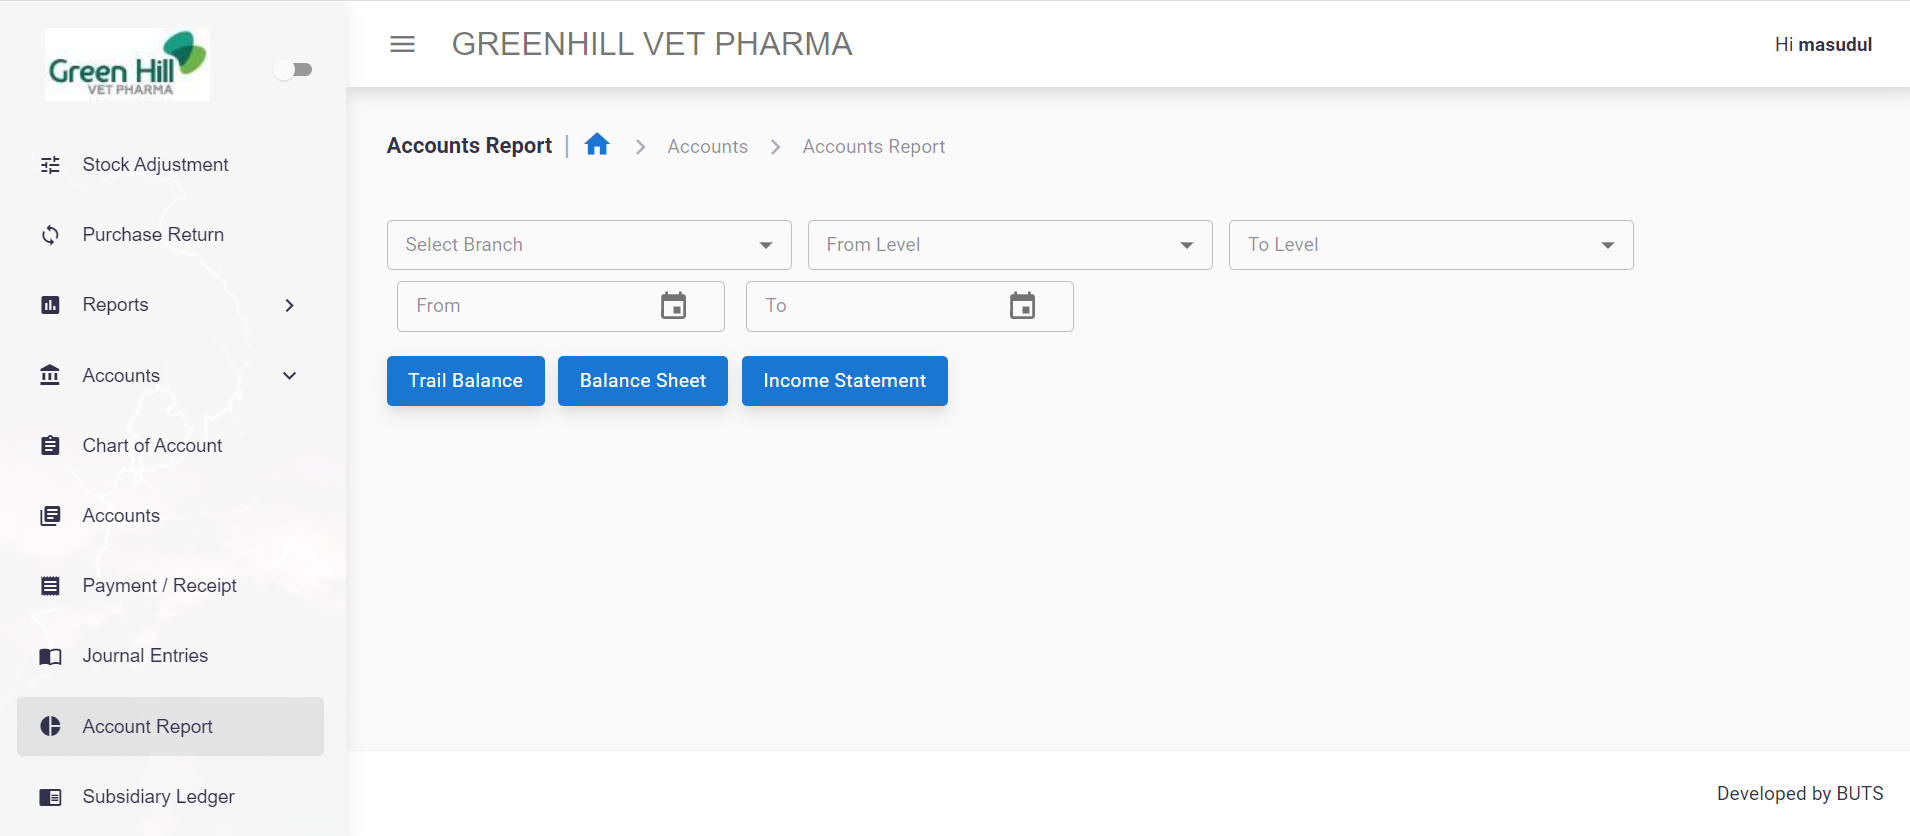 Green Hill
VET PHARMA
Stock Adjustment
Purchase Return
Reports
Accounts
Chart of Account
Accounts
Payment / Receipt
Journal Entries
Account Report
Subsidiary Ledger
GREENHILL VET PHARMA
Hi masudul
Accounts Report | Accounts Accounts Report
Select Branch From Level To Level
From To
Trail Balance Balance Sheet Income Statement
Developed by BUTS